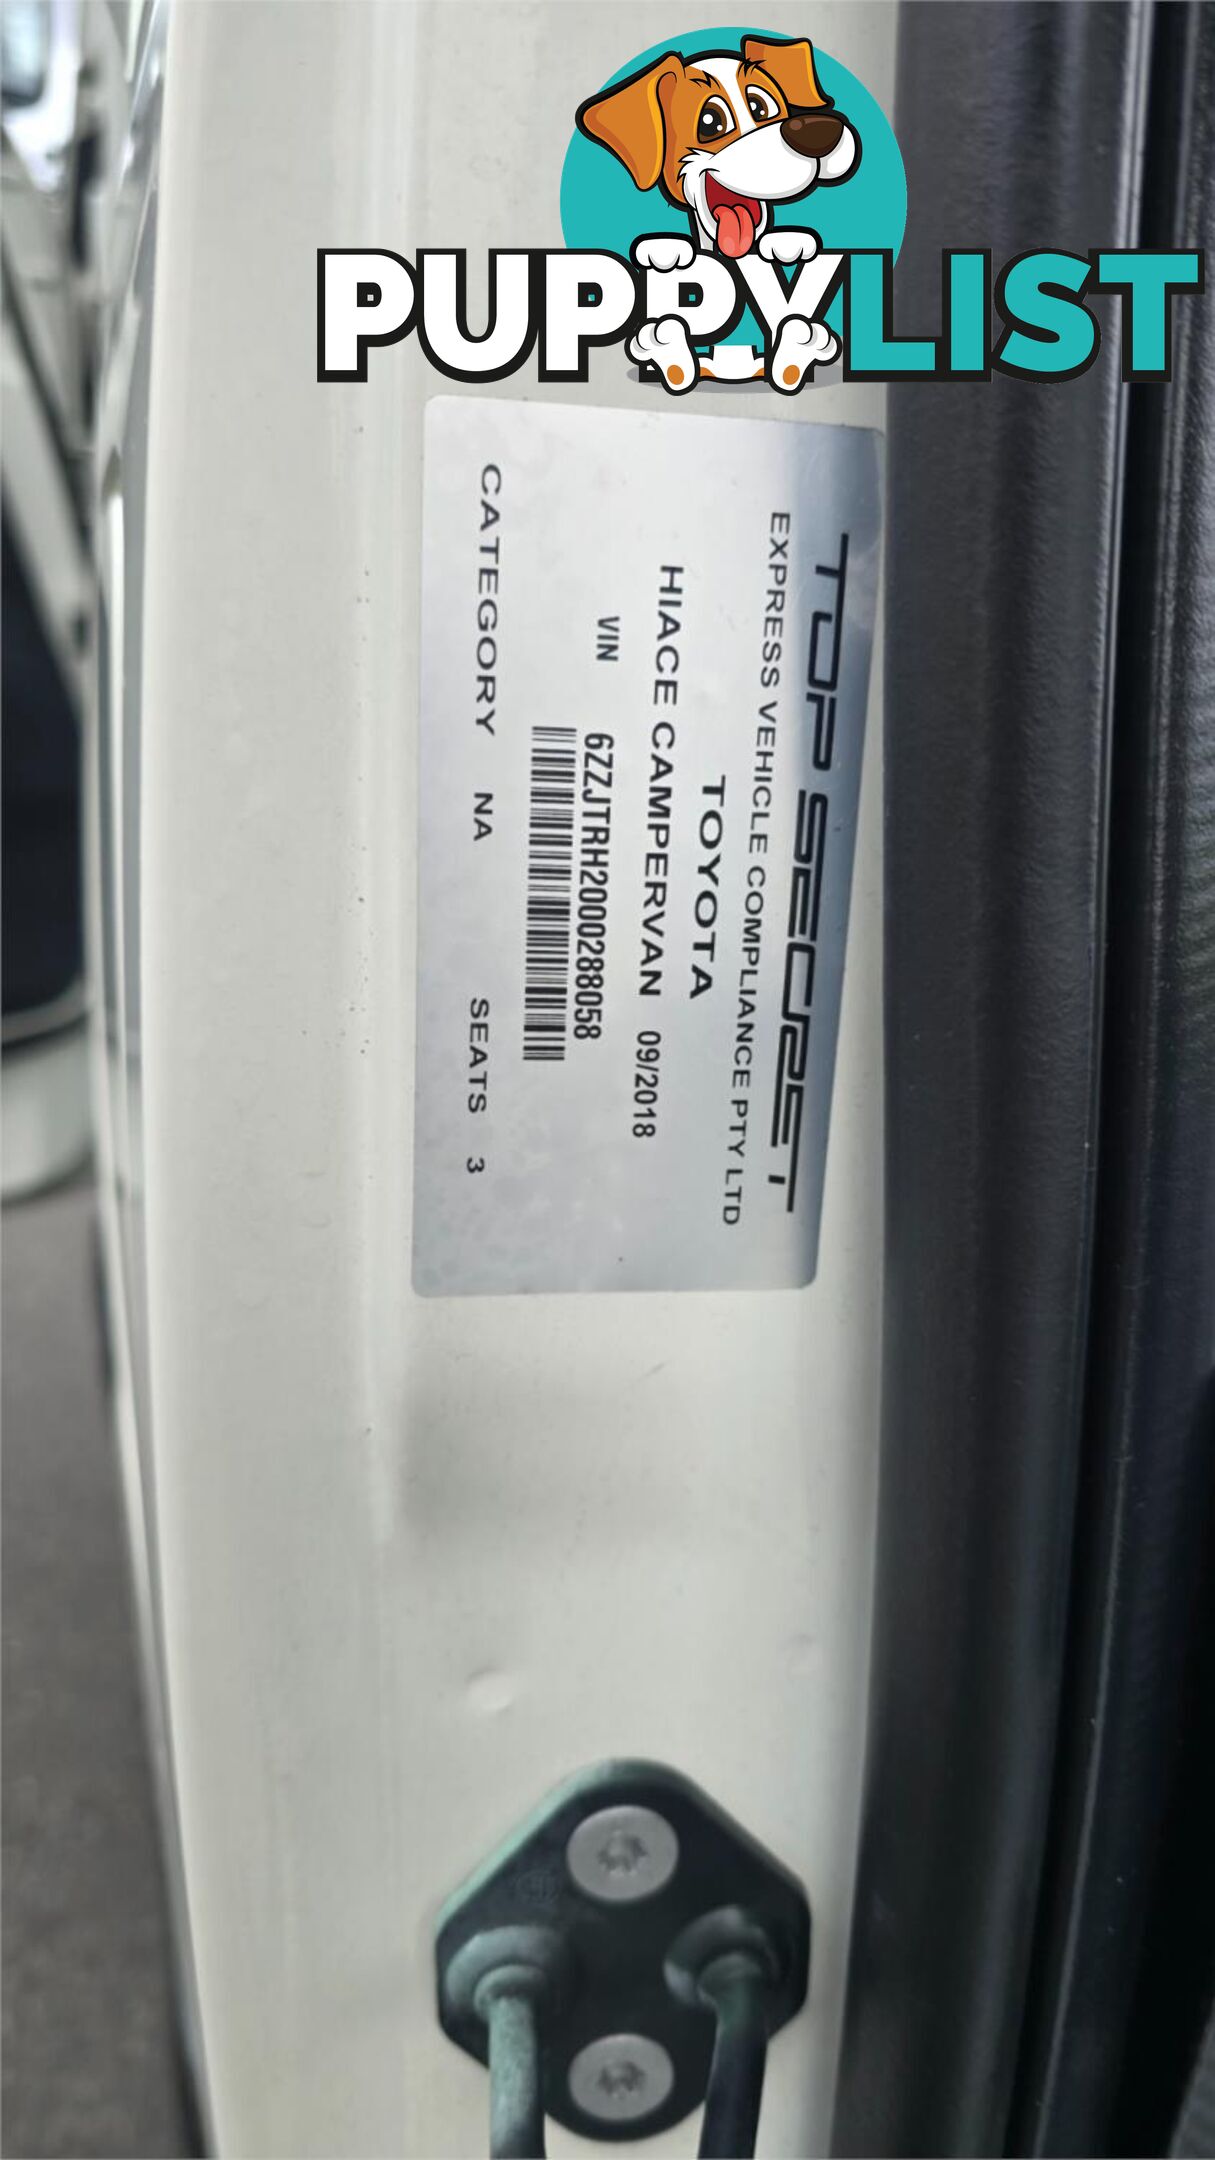 PUPPYLIST
TOP SECRET
EXPRESS VEHICLE COMPLIANCE PTY LTD
TOYOTA
HIACE CAMPERVAN 09/2018
VIN 6ZZJTRH2000288058
CATEGORY NA SEATS 3